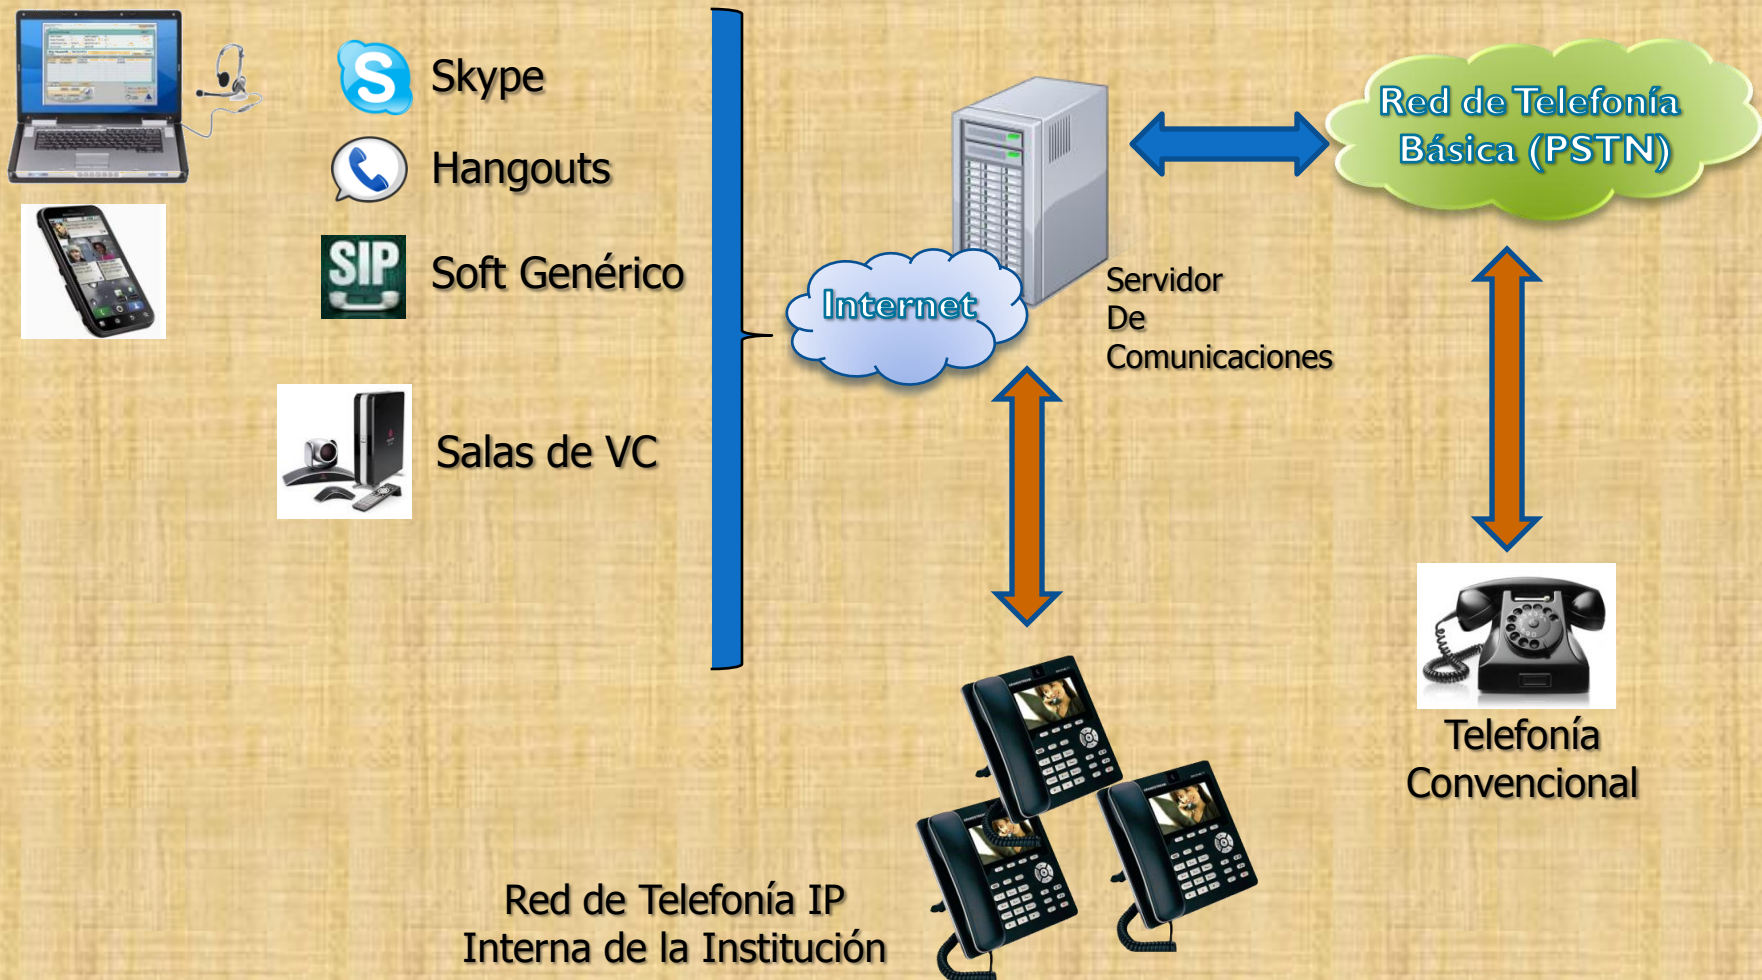 Skype
Hangouts
SIP
Soft Genérico
Salas de VC
Internet
Servidor
De
Comunicaciones
Red de Telefonía
Básica (PSTN)
Telefonía
Convencional
Red de Telefonía IP
Interna de la Institución